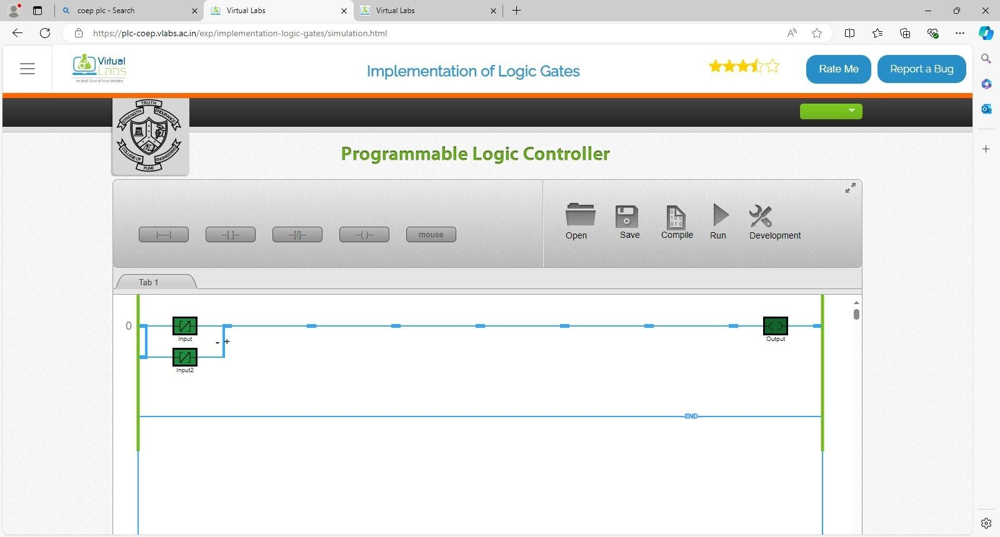 coep plc - Search
Virtual Labs
Virtual Labs
https://plc-coep.vlabs.ac.in/exp/implementation-logic-gates/simulation.html
Virtual
Labs
An MoE Govt of India Initiative
Implementation of Logic Gates
Rate Me
Report a Bug
TRUTH
STRENGTH
ENDURANCE
COLLEGE OF
ENGINEERING
PUNE
Programmable Logic Controller
|----|
--[ ]--
--[/]--
--( )--
mouse
Open
Save
Compile
Run
Development
Tab 1
0
Input
Output
- +
Input2
END